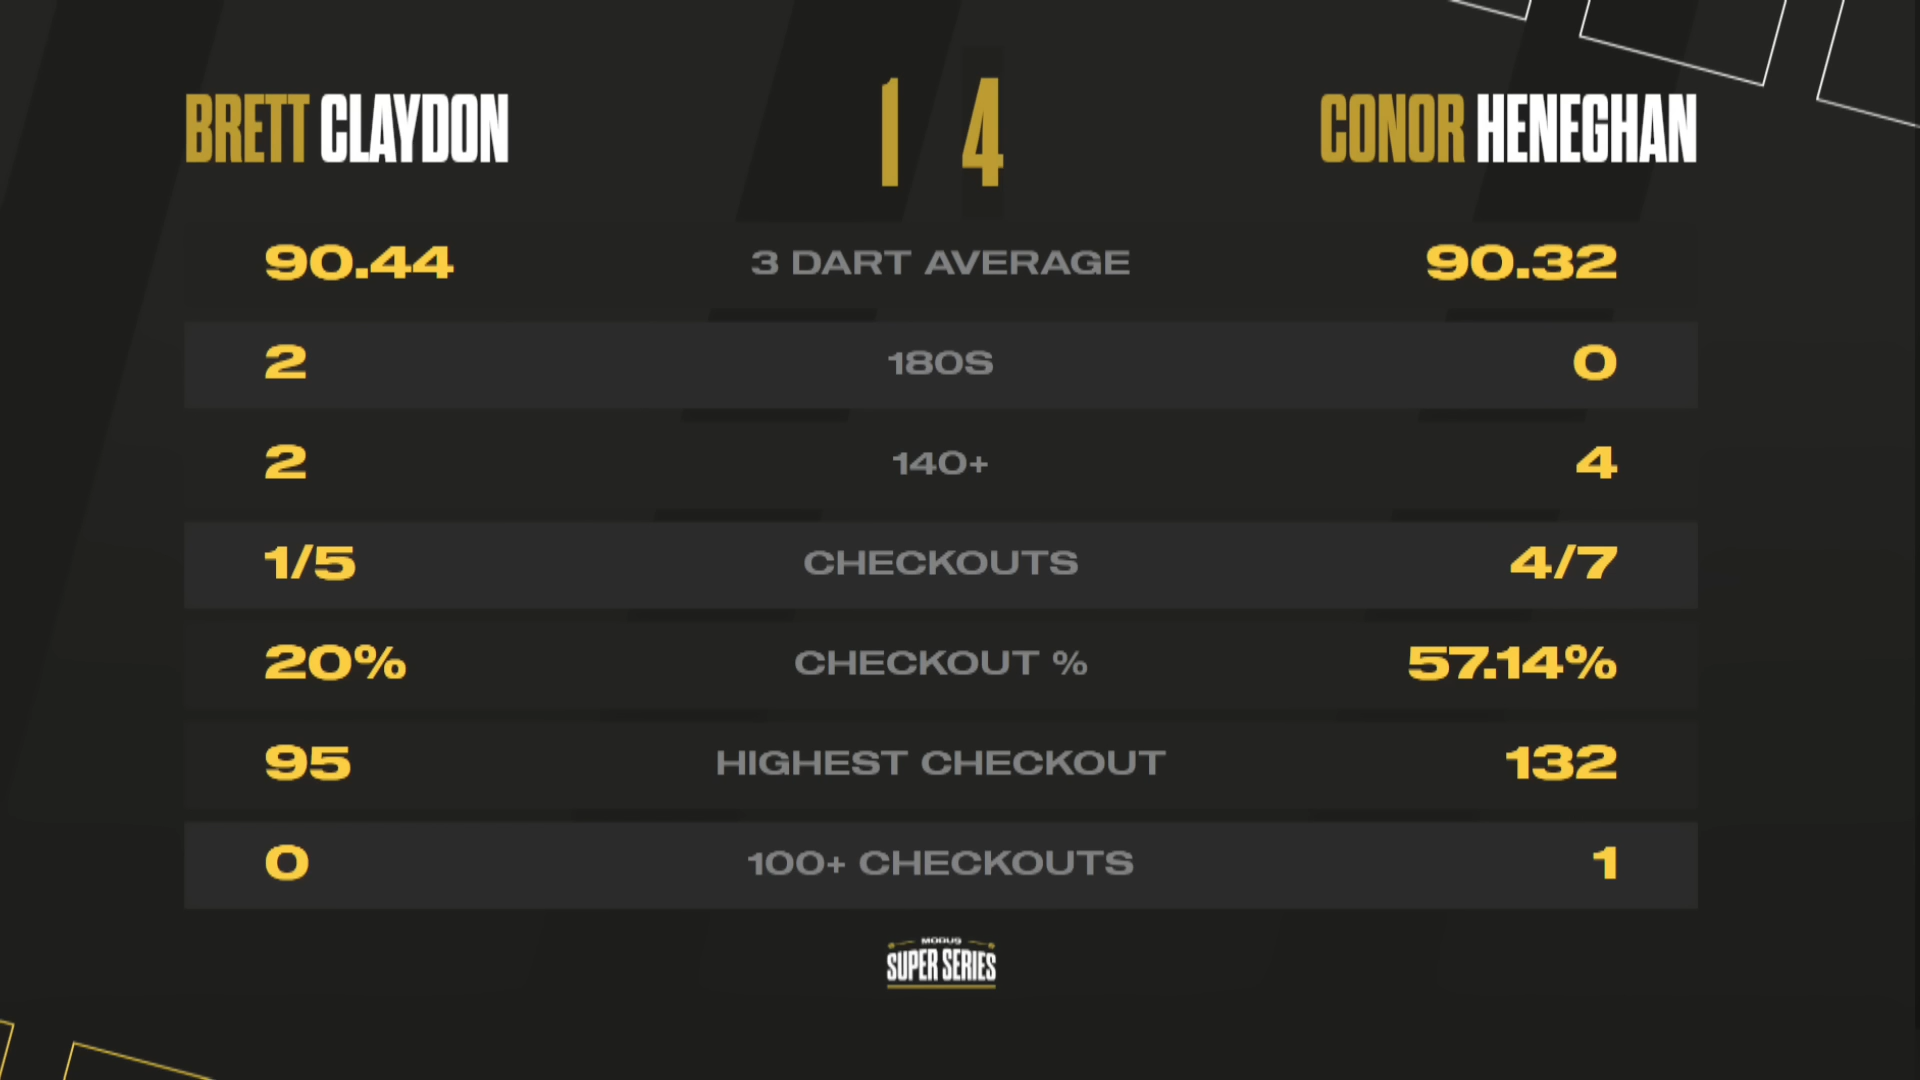 BRETT CLAYDON 1 4 CONOR HENEGHAN
90.44 3 DART AVERAGE 90.32
2 180S 0
2 140+ 4
1/5 CHECKOUTS 4/7
20% CHECKOUT % 57.14%
95 HIGHEST CHECKOUT 132
0 100+ CHECKOUTS 1
MODUS
SUPER SERIES